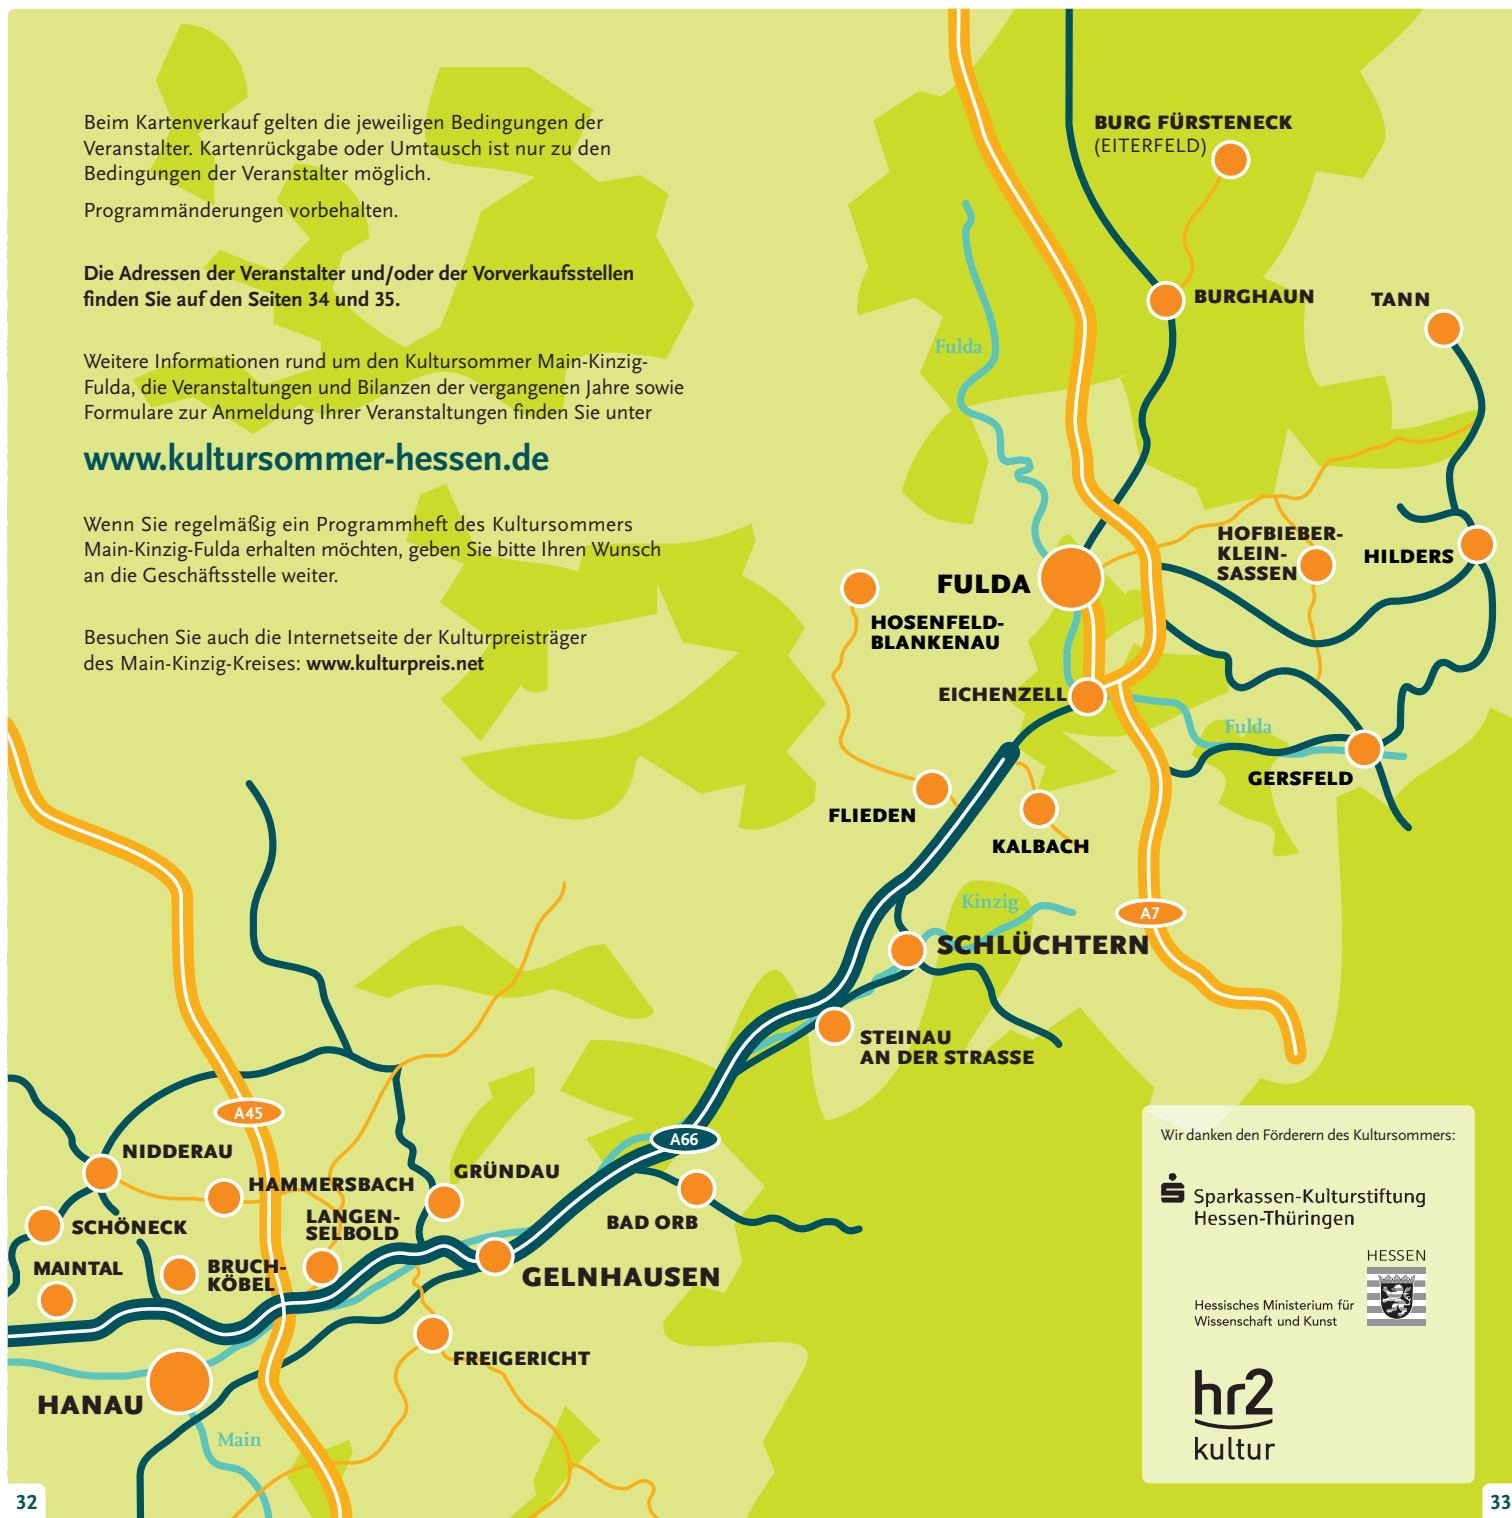 Beim Kartenverkauf gelten die jeweiligen Bedingungen der
Veranstalter. Kartenrückgabe oder Umtausch ist nur zu den
Bedingungen der Veranstalter möglich.
Programmänderungen vorbehalten.
Die Adressen der Veranstalter und/oder der Vorverkaufsstellen
finden Sie auf den Seiten 34 und 35.
Weitere Informationen rund um den Kultursommer Main-Kinzig-
Fulda, die Veranstaltungen und Bilanzen der vergangenen Jahre sowie
Formulare zur Anmeldung Ihrer Veranstaltungen finden Sie unter
www.kultursommer-hessen.de
Wenn Sie regelmäßig ein Programmheft des Kultursommers
Main-Kinzig-Fulda erhalten möchten, geben Sie bitte Ihren Wunsch
an die Geschäftsstelle weiter.
Besuchen Sie auch die Internetseite der Kulturpreisträger
des Main-Kinzig-Kreises: www.kulturpreis.net
BURG FÜRSTENECK
(EITERFELD)
BURGHAUN
TANN
Fulda
HOFBIEBER-
KLEIN-
SASSEN
HILDERS
FULDA
HOSENFELD-
BLANKENAU
EICHENZELL
Fulda
GERSFELD
FLIEDEN
KALBACH
Kinzig
A7
SCHLÜCHTERN
STEINAU
AN DER STRASSE
A45
A66
NIDDERAU
GRÜNDAU
HAMMERSBACH
LANGEN-
SELBOLD
SCHÖNECK
BAD ORB
MAINTAL
BRUCH-
KÖBEL
GELNHAUSEN
FREIGERICHT
HANAU
Main
Wir danken den Förderern des Kultursommers:
Sparkassen-Kulturstiftung
Hessen-Thüringen
HESSEN
Hessisches Ministerium für
Wissenschaft und Kunst
hr2
kultur
32
33